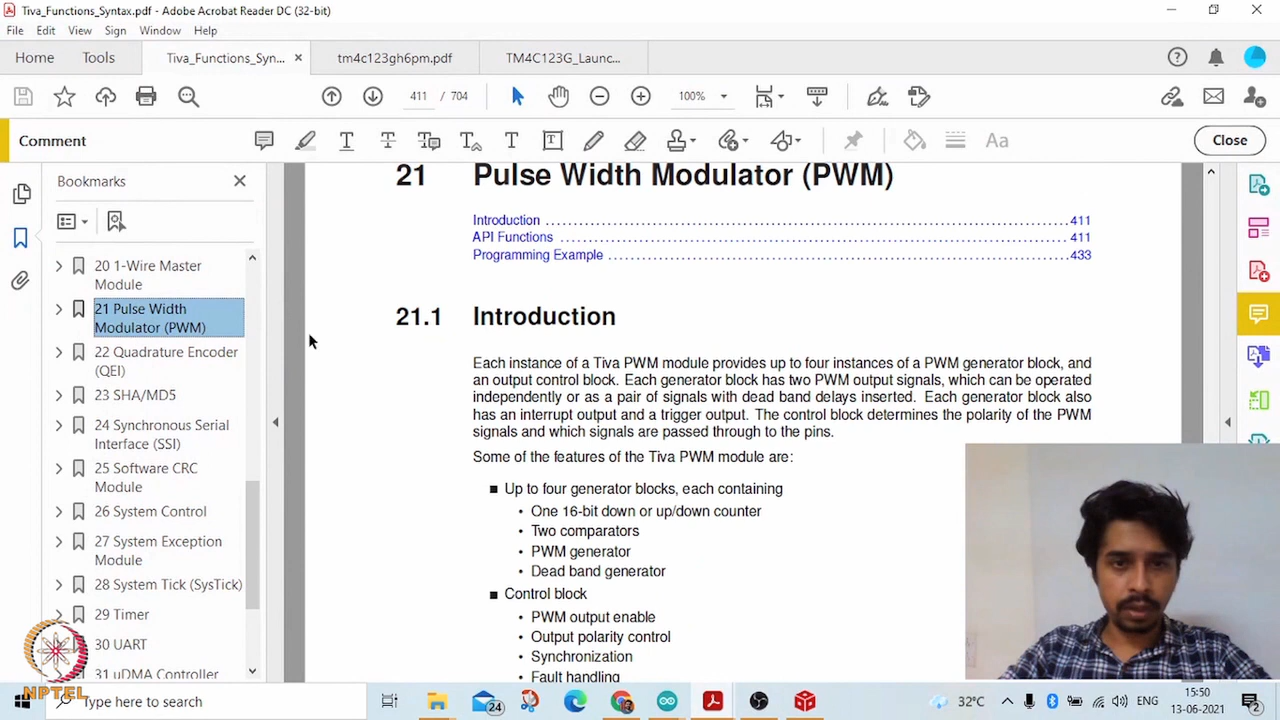 Tiva_Functions_Syntax.pdf - Adobe Acrobat Reader DC (32-bit)
File Edit View Sign Window Help
Home Tools Tiva_Functions_Syn... × tm4c123gh6pm.pdf TM4C123G_Launc...
411 / 704 100%
Comment Aa Close
Bookmarks
20 1-Wire Master
Module
21 Pulse Width
Modulator (PWM)
22 Quadrature Encoder
(QEI)
23 SHA/MD5
24 Synchronous Serial
Interface (SSI)
25 Software CRC
Module
26 System Control
27 System Exception
Module
28 System Tick (SysTick)
29 Timer
30 UART
31 uDMA Controller
21 Pulse Width Modulator (PWM)
Introduction 411
API Functions 411
Programming Example 433
21.1 Introduction
Each instance of a Tiva PWM module provides up to four instances of a PWM generator block, and
an output control block. Each generator block has two PWM output signals, which can be operated
independently or as a pair of signals with dead band delays inserted. Each generator block also
has an interrupt output and a trigger output. The control block determines the polarity of the PWM
signals and which signals are passed through to the pins.
Some of the features of the Tiva PWM module are:
■ Up to four generator blocks, each containing
• One 16-bit down or up/down counter
• Two comparators
• PWM generator
• Dead band generator
■ Control block
• PWM output enable
• Output polarity control
• Synchronization
• Fault handling
NPTEL
Type here to search
24
32°C
ENG
15:50
13-06-2021
2